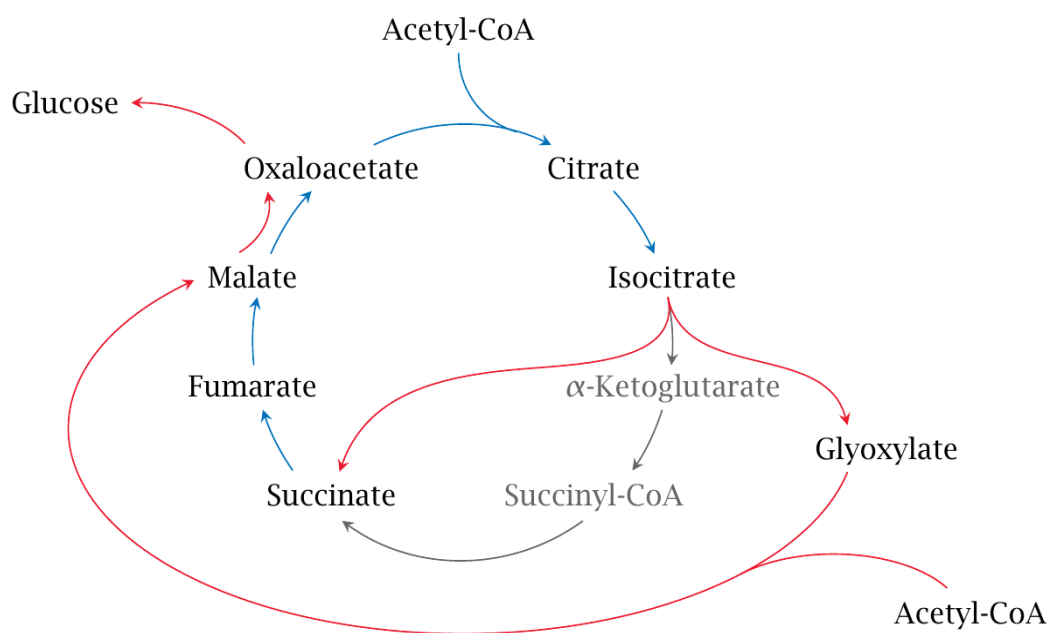 Acetyl-CoA
Glucose
Oxaloacetate
Citrate
Malate
Isocitrate
Fumarate
α-Ketoglutarate
Glyoxylate
Succinate
Succinyl-CoA
Acetyl-CoA